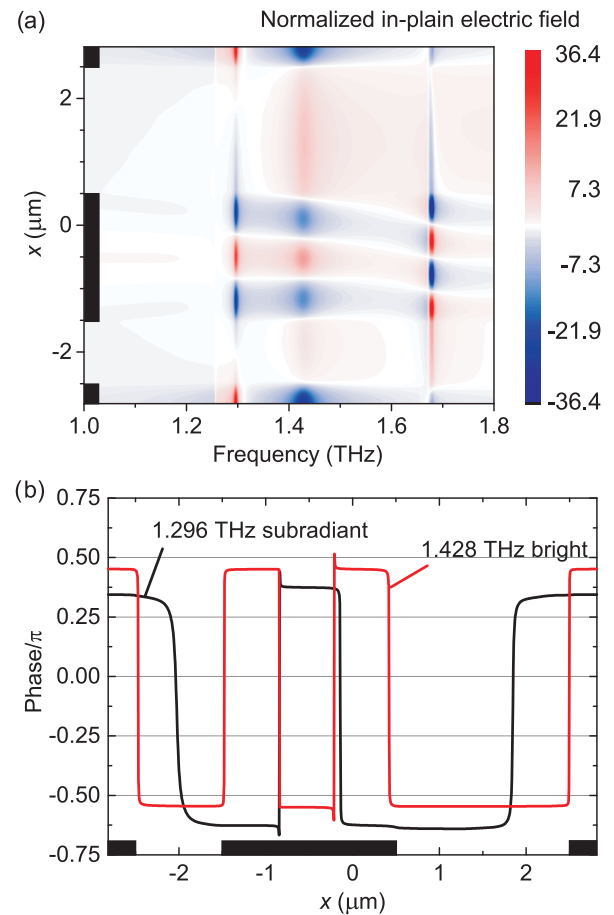 (a)
Normalized in-plain electric field
36.4
21.9
7.3
-7.3
-21.9
-36.4
2
0
-2
x (μm)
1.0 1.2 1.4 1.6 1.8
Frequency (THz)
(b)
0.75
0.50
0.25
0.00
-0.25
-0.50
-0.75
Phase/π
1.296 THz subradiant
1.428 THz bright
-2 -1 0 1 2
x (μm)